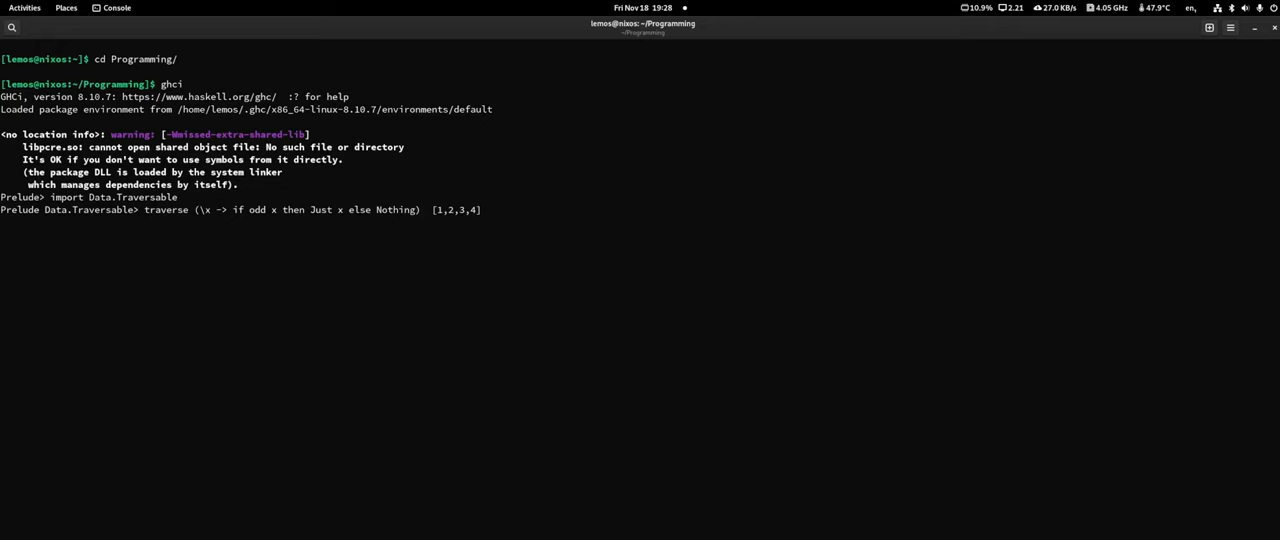 Activities Places Console Fri Nov 18 19:28 10.9% 2.21 27.0 KB/s 4.05 GHz 47.9°C en,
lemos@nixos: ~/Programming
~/Programming
[lemos@nixos:~]$ cd Programming/
[lemos@nixos:~/Programming]$ ghci
GHCi, version 8.10.7: https://www.haskell.org/ghc/  :? for help
Loaded package environment from /home/lemos/.ghc/x86_64-linux-8.10.7/environments/default
<no location info>: warning: [-Wmissed-extra-shared-lib]
    libpcre.so: cannot open shared object file: No such file or directory
    It's OK if you don't want to use symbols from it directly.
    (the package DLL is loaded by the system linker
     which manages dependencies by itself).
Prelude> import Data.Traversable
Prelude Data.Traversable> traverse (\x -> if odd x then Just x else Nothing)  [1,2,3,4]